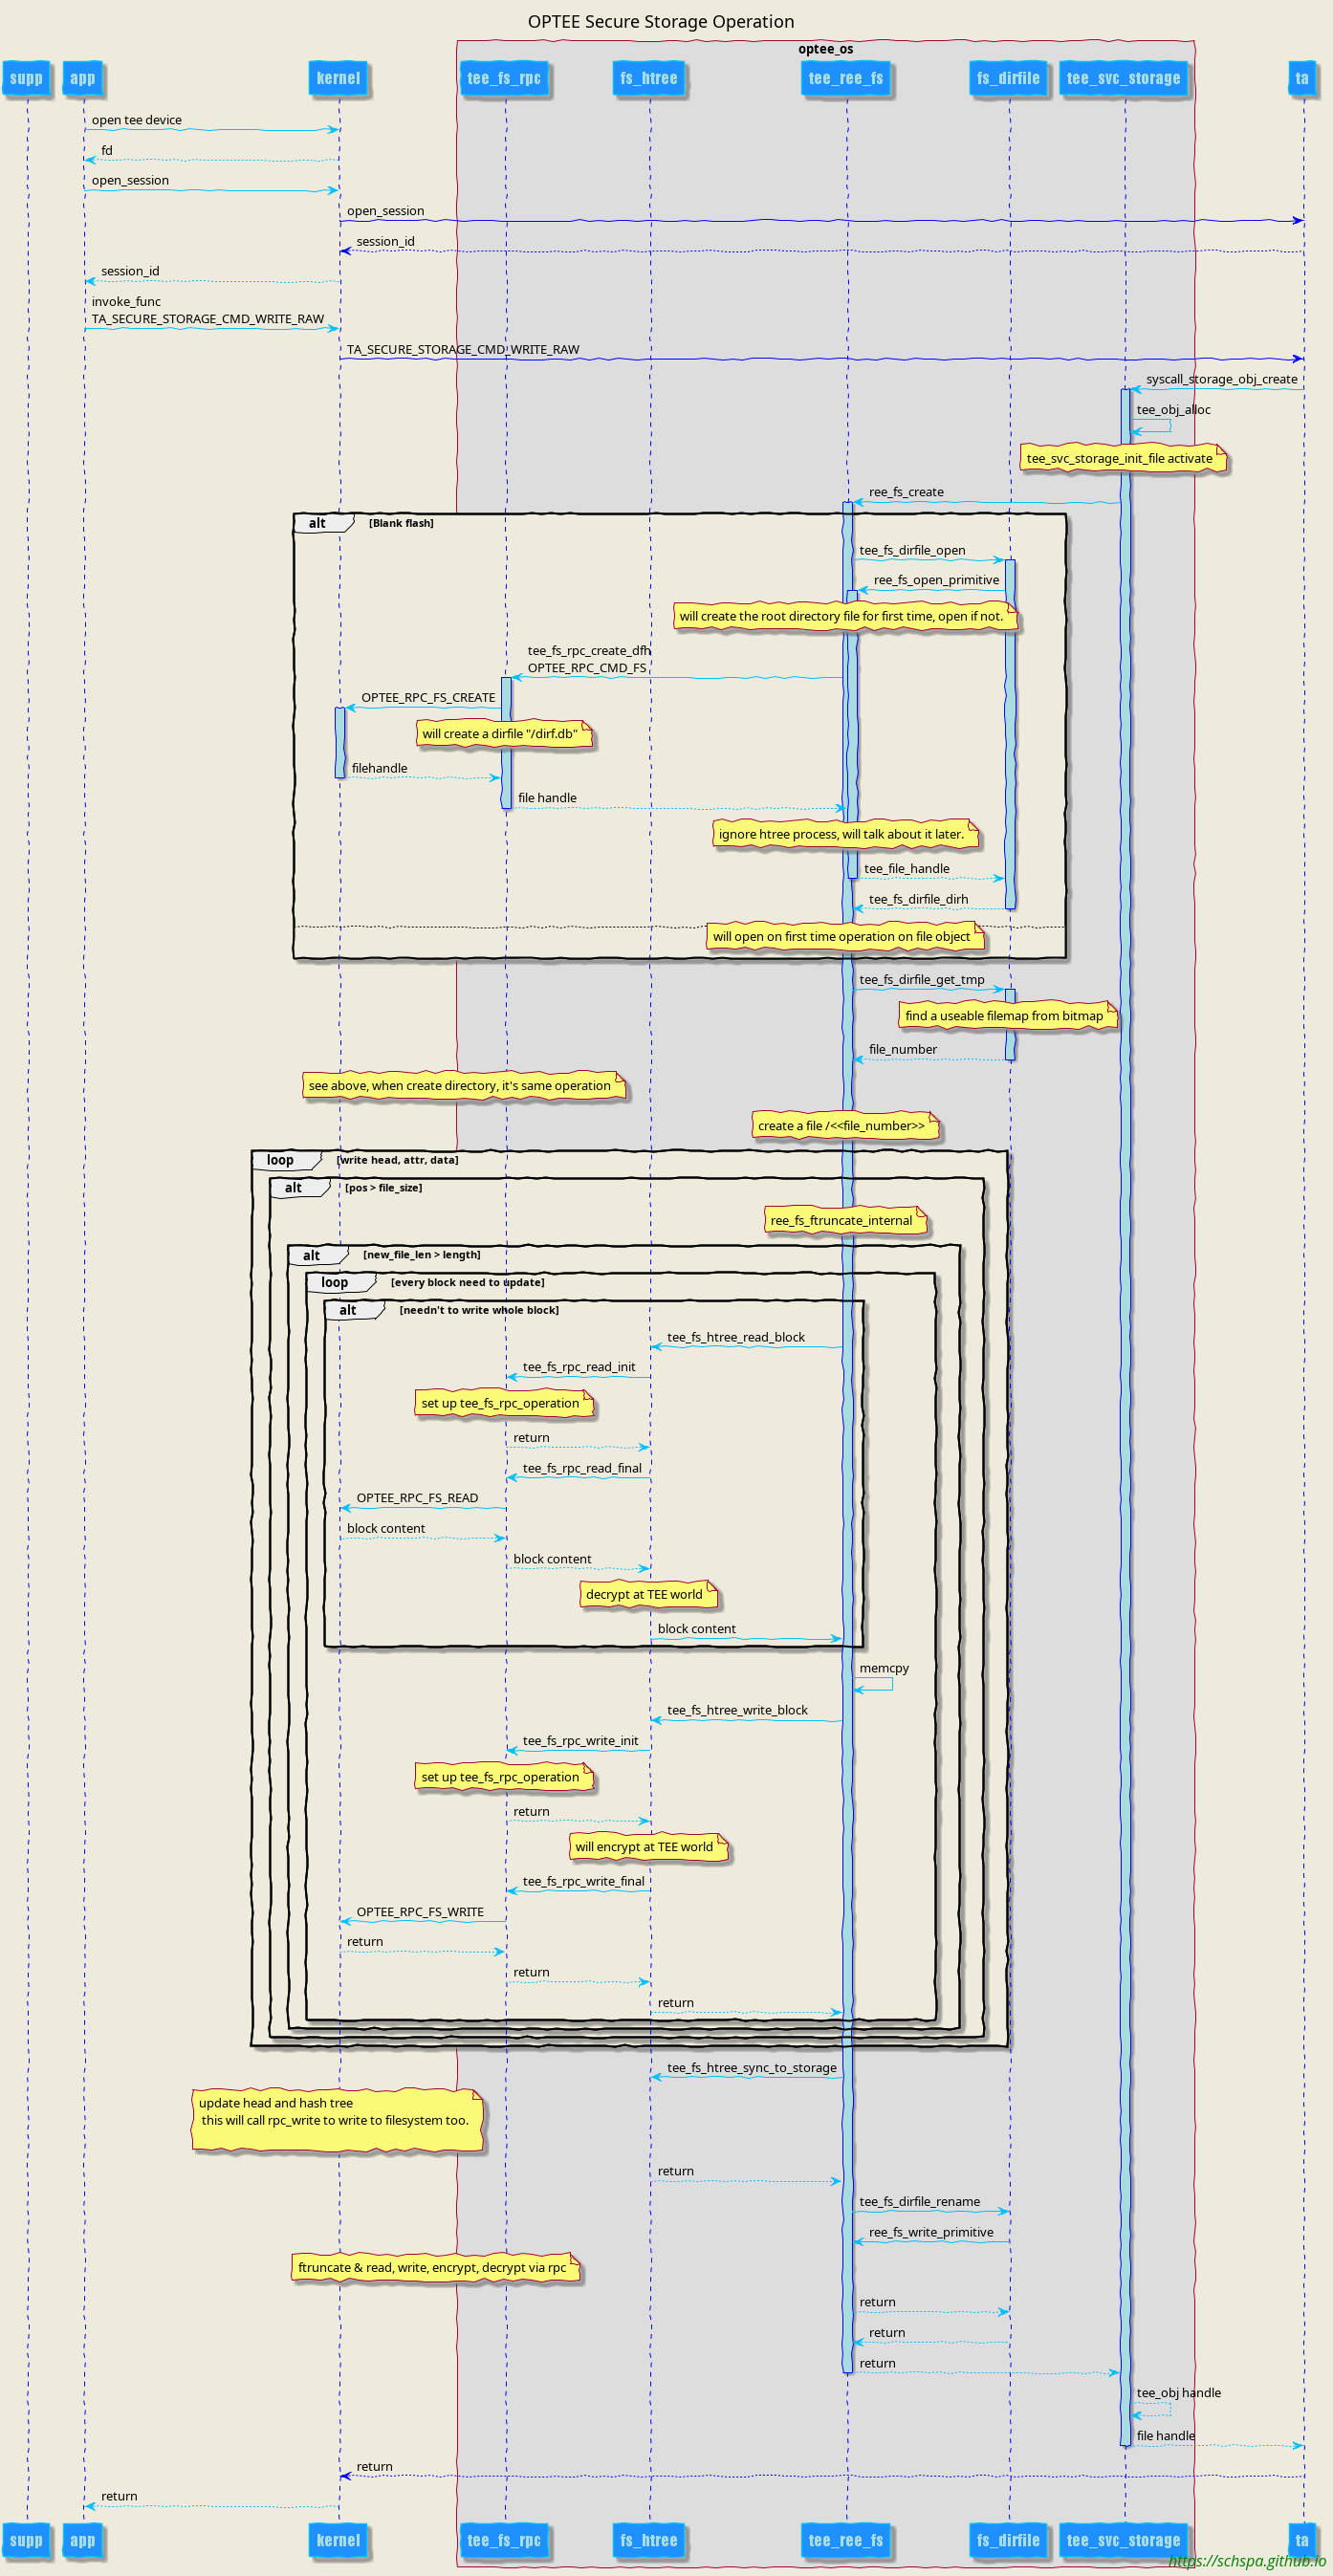 OPTEE Secure Storage Operation
optee_os
supp
app
kernel
tee_fs_rpc
fs_htree
tee_ree_fs
fs_dirfile
tee_svc_storage
ta
open tee device
fd
open_session
open_session
session_id
session_id
invoke_func
TA_SECURE_STORAGE_CMD_WRITE_RAW
TA_SECURE_STORAGE_CMD_WRITE_RAW
syscall_storage_obj_create
tee_obj_alloc
tee_svc_storage_init_file activate
ree_fs_create
alt [Blank flash]
tee_fs_dirfile_open
ree_fs_open_primitive
will create the root directory file for first time, open if not.
tee_fs_rpc_create_dfh
OPTEE_RPC_CMD_FS
OPTEE_RPC_FS_CREATE
will create a dirfile "/dirf.db"
filehandle
file handle
ignore htree process, will talk about it later.
tee_file_handle
tee_fs_dirfile_dirh
will open on first time operation on file object
tee_fs_dirfile_get_tmp
find a useable filemap from bitmap
file_number
see above, when create directory, it's same operation
create a file /<<file_number>>
loop [write head, attr, data]
alt [pos > file_size]
ree_fs_ftruncate_internal
alt [new_file_len > length]
loop [every block need to update]
alt [needn't to write whole block]
tee_fs_htree_read_block
tee_fs_rpc_read_init
set up tee_fs_rpc_operation
return
tee_fs_rpc_read_final
OPTEE_RPC_FS_READ
block content
block content
decrypt at TEE world
block content
memcpy
tee_fs_htree_write_block
tee_fs_rpc_write_init
set up tee_fs_rpc_operation
return
will encrypt at TEE world
tee_fs_rpc_write_final
OPTEE_RPC_FS_WRITE
return
return
return
tee_fs_htree_sync_to_storage
update head and hash tree
this will call rpc_write to write to filesystem too.
return
tee_fs_dirfile_rename
ree_fs_write_primitive
ftruncate & read, write, encrypt, decrypt via rpc
return
return
return
tee_obj handle
file handle
return
return
supp
app
kernel
tee_fs_rpc
fs_htree
tee_ree_fs
fs_dirfile
tee_svc_storage
ta
https://schspa.github.io